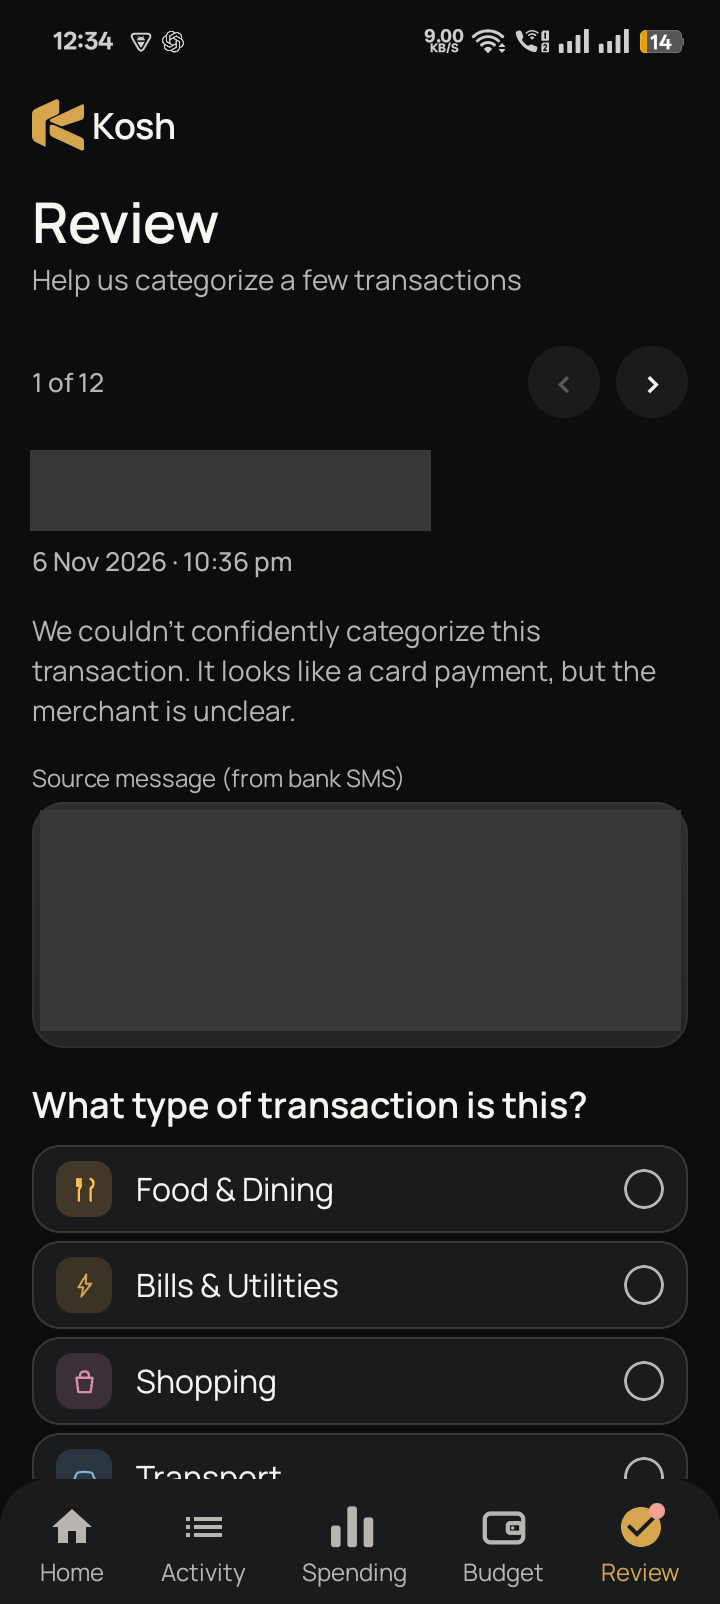 12:34
9.00
KB/S
1
2
14
Kosh
Review
Help us categorize a few transactions
1 of 12
6 Nov 2026 · 10:36 pm
We couldn't confidently categorize this
transaction. It looks like a card payment, but the
merchant is unclear.
Source message (from bank SMS)
What type of transaction is this?
Food & Dining
Bills & Utilities
Shopping
Transport
Home
Activity
Spending
Budget
Review